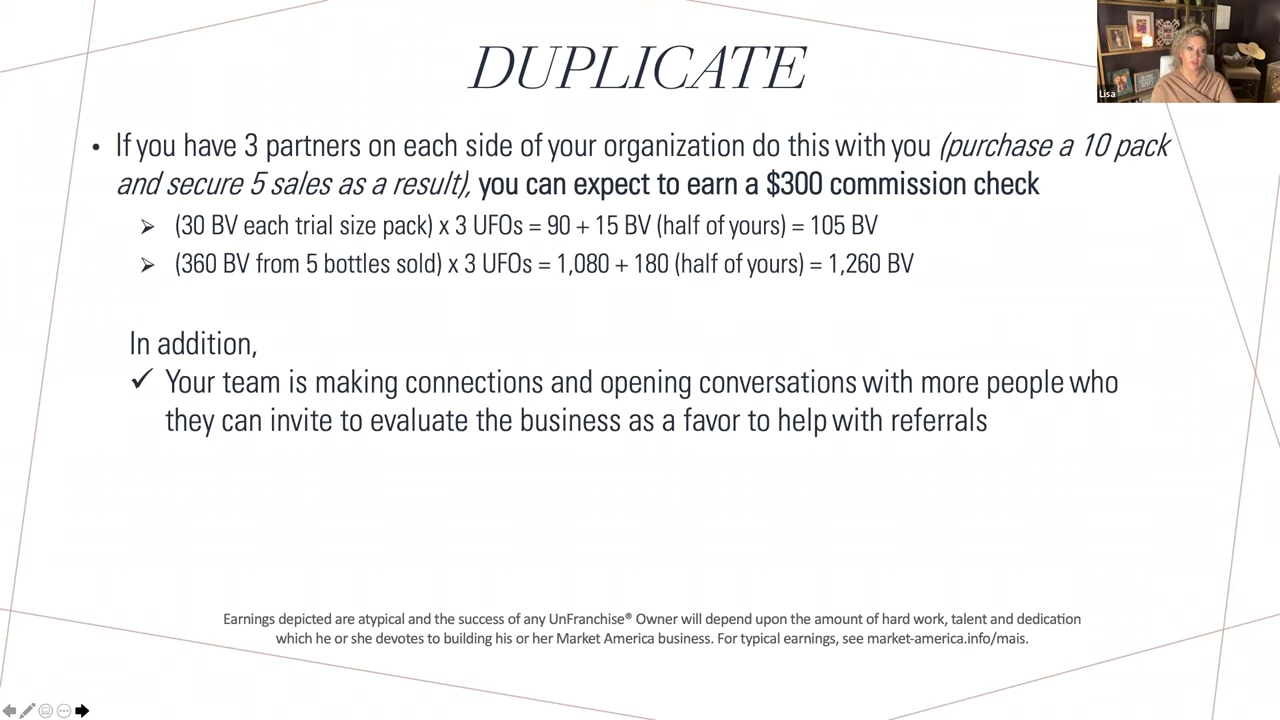 DUPLICATE
Lisa
• If you have 3 partners on each side of your organization do this with you (purchase a 10 pack
and secure 5 sales as a result), you can expect to earn a $300 commission check
➢ (30 BV each trial size pack) x 3 UFOs = 90 + 15 BV (half of yours) = 105 BV
➢ (360 BV from 5 bottles sold) x 3 UFOs = 1,080 + 180 (half of yours) = 1,260 BV
In addition,
✓ Your team is making connections and opening conversations with more people who
they can invite to evaluate the business as a favor to help with referrals
Earnings depicted are atypical and the success of any UnFranchise® Owner will depend upon the amount of hard work, talent and dedication
which he or she devotes to building his or her Market America business. For typical earnings, see market-america.info/mais.